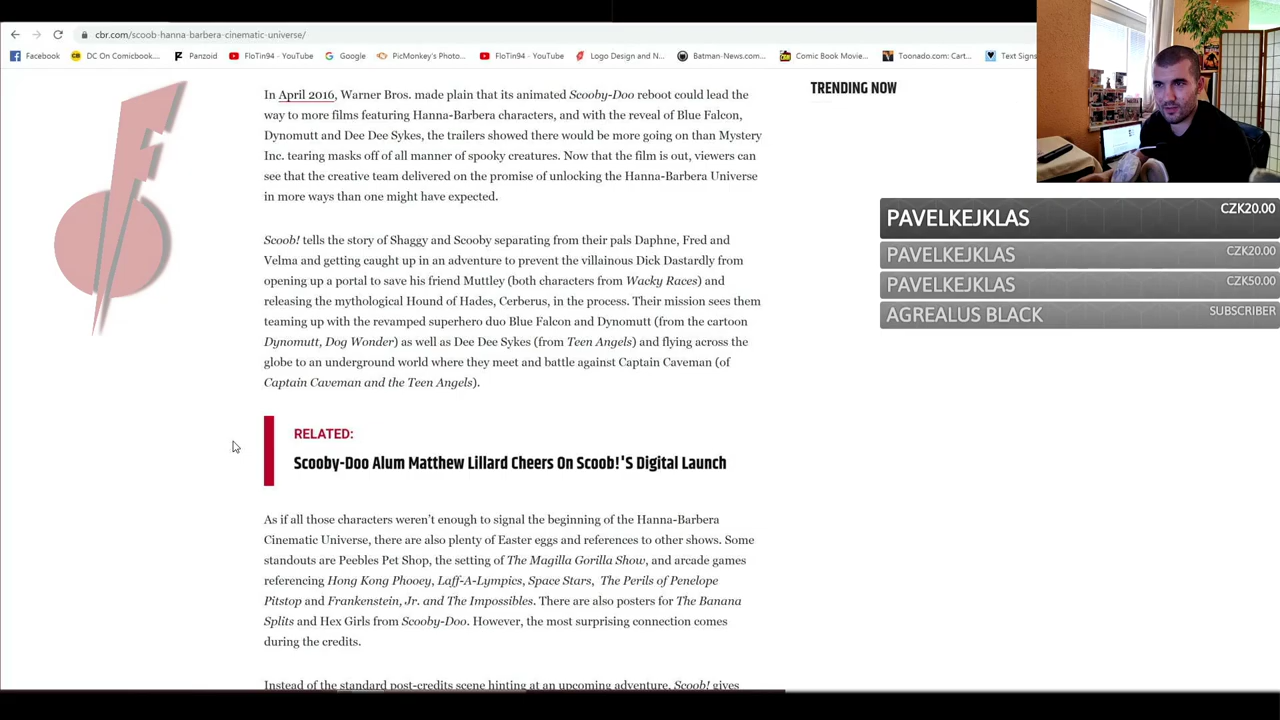 cbr.com/scoob-hanna-barbera-cinematic-universe/
Facebook DC On Comicbook.... Panzoid FloTin94 - YouTube Google PicMonkey's Photo... FloTin94 - YouTube Logo Design and N... Batman-News.com... Comic Book Movie... Toonado.com: Cart... Text Signs
In April 2016, Warner Bros. made plain that its animated Scooby-Doo reboot could lead the
way to more films featuring Hanna-Barbera characters, and with the reveal of Blue Falcon,
Dynomutt and Dee Dee Sykes, the trailers showed there would be more going on than Mystery
Inc. tearing masks off of all manner of spooky creatures. Now that the film is out, viewers can
see that the creative team delivered on the promise of unlocking the Hanna-Barbera Universe
in more ways than one might have expected.
Scoob! tells the story of Shaggy and Scooby separating from their pals Daphne, Fred and
Velma and getting caught up in an adventure to prevent the villainous Dick Dastardly from
opening up a portal to save his friend Muttley (both characters from Wacky Races) and
releasing the mythological Hound of Hades, Cerberus, in the process. Their mission sees them
teaming up with the revamped superhero duo Blue Falcon and Dynomutt (from the cartoon
Dynomutt, Dog Wonder) as well as Dee Dee Sykes (from Teen Angels) and flying across the
globe to an underground world where they meet and battle against Captain Caveman (of
Captain Caveman and the Teen Angels).
RELATED:
Scooby-Doo Alum Matthew Lillard Cheers On Scoob!'S Digital Launch
As if all those characters weren't enough to signal the beginning of the Hanna-Barbera
Cinematic Universe, there are also plenty of Easter eggs and references to other shows. Some
standouts are Peebles Pet Shop, the setting of The Magilla Gorilla Show, and arcade games
referencing Hong Kong Phooey, Laff-A-Lympics, Space Stars, The Perils of Penelope
Pitstop and Frankenstein, Jr. and The Impossibles. There are also posters for The Banana
Splits and Hex Girls from Scooby-Doo. However, the most surprising connection comes
during the credits.
Instead of the standard post-credits scene hinting at an upcoming adventure, Scoob! gives
TRENDING NOW
PAVELKEJKLAS CZK20.00
PAVELKEJKLAS CZK20.00
PAVELKEJKLAS CZK50.00
AGREALUS BLACK SUBSCRIBER